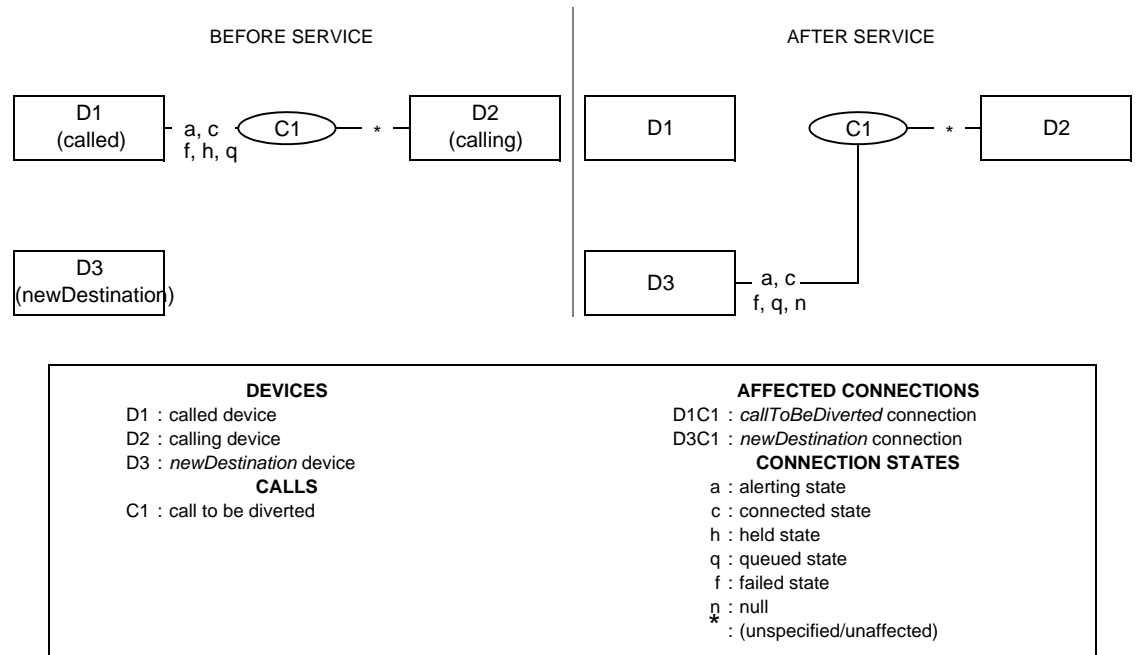 BEFORE SERVICE
AFTER SERVICE
D1
(called)
a, c
f, h, q
C1
*
D2
(calling)
D3
(newDestination)
D1
C1
*
D2
D3
a, c
f, q, n
DEVICES
D1 : called device
D2 : calling device
D3 : newDestination device
CALLS
C1 : call to be diverted
AFFECTED CONNECTIONS
D1C1 : callToBeDiverted connection
D3C1 : newDestination connection
CONNECTION STATES
a : alerting state
c : connected state
h : held state
q : queued state
f : failed state
n : null
* : (unspecified/unaffected)